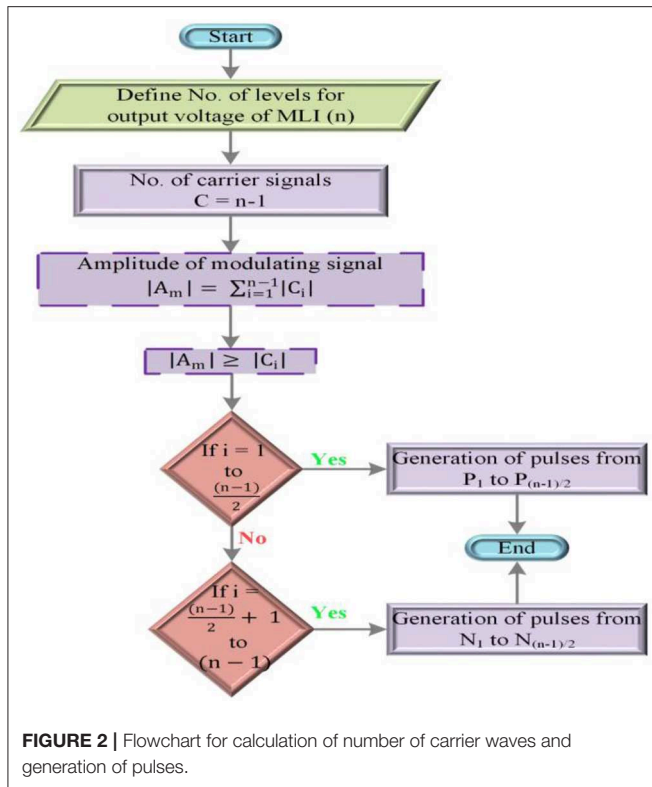 Start
Define No. of levels for
output voltage of MLI (n)
No. of carrier signals
C = n-1
Amplitude of modulating signal
|Aₘ| = ∑ᵢ₌₁ⁿ⁻¹|Cᵢ|
|Aₘ| ≥ |Cᵢ|
If i = 1
to
(n−1)
2
Yes
Generation of pulses from
P₁ to P₍ₙ₋₁₎/₂
No
End
If i =
(n−1)
2
+ 1
to
(n − 1)
Yes
Generation of pulses from
N₁ to N₍ₙ₋₁₎/₂
FIGURE 2 | Flowchart for calculation of number of carrier waves and
generation of pulses.